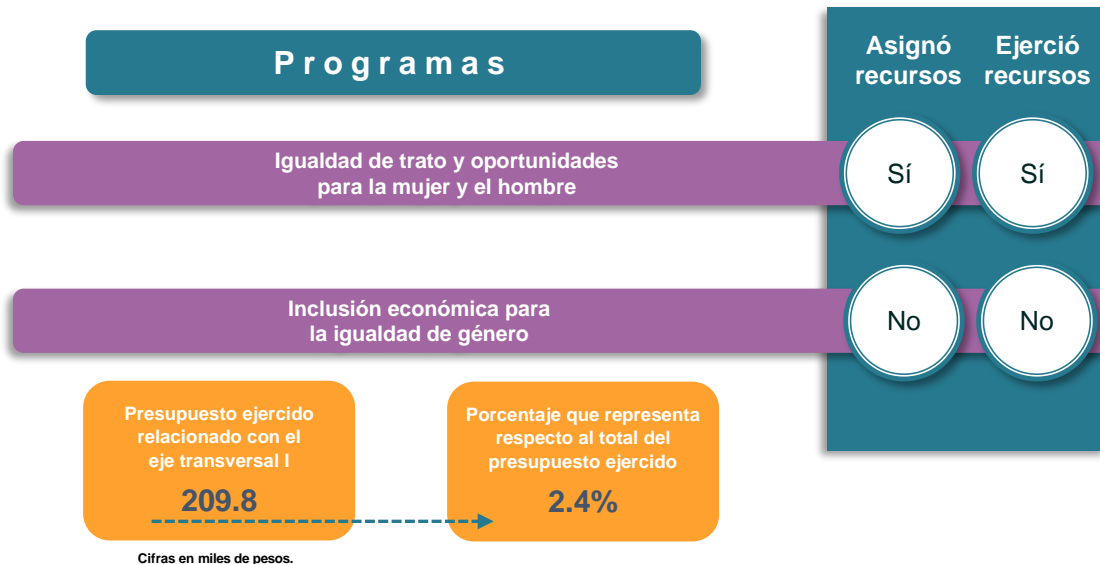 Programas
Asignó
recursos
Ejerció
recursos
Igualdad de trato y oportunidades
para la mujer y el hombre
Sí
Sí
Inclusión económica para
la igualdad de género
No
No
Presupuesto ejercido
relacionado con el
eje transversal I
209.8
Porcentaje que representa
respecto al total del
presupuesto ejercido
2.4%
Cifras en miles de pesos.